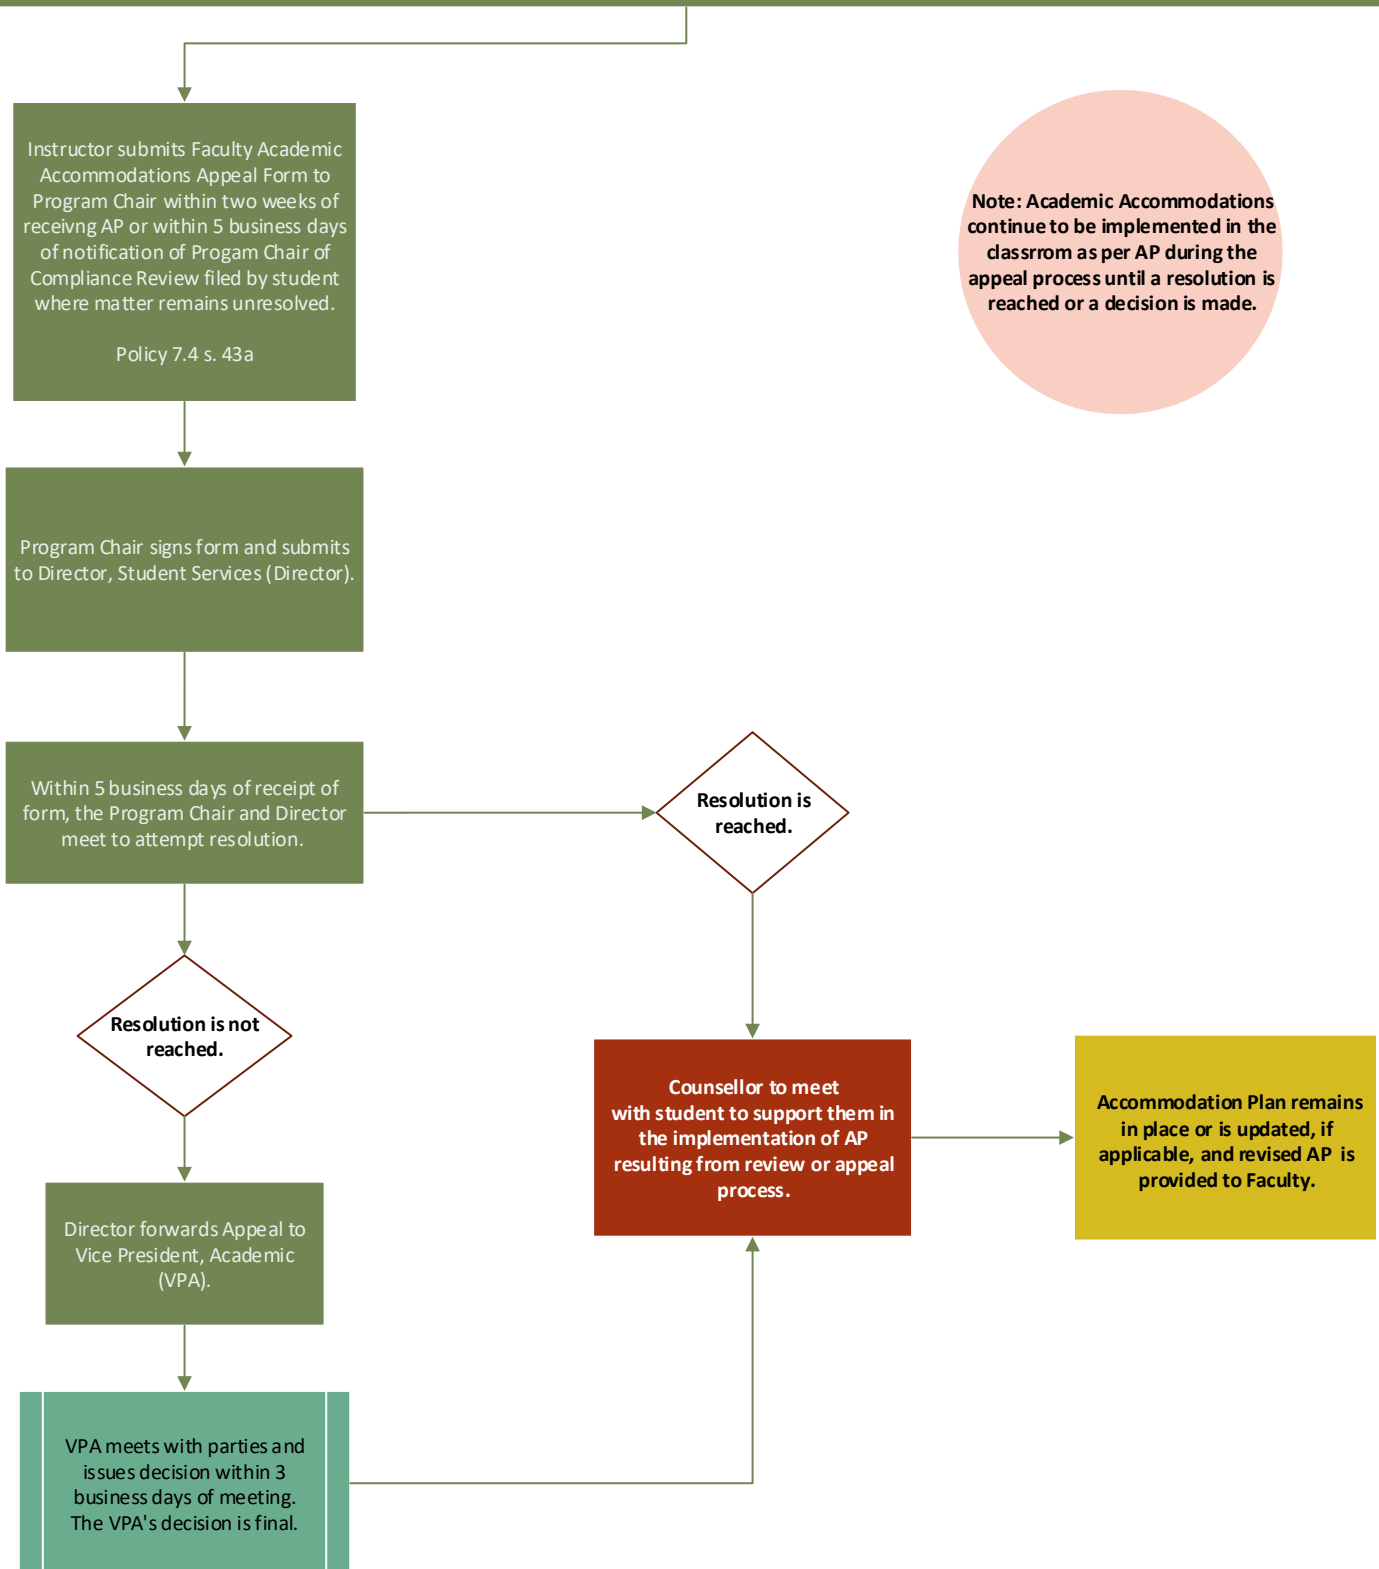 Instructor submits Faculty Academic
Accommodations Appeal Form to
Program Chair within two weeks of
receivng AP or within 5 business days
of notification of Progam Chair of
Compliance Review filed by student
where matter remains unresolved.
Policy 7.4 s. 43a
Note: Academic Accommodations
continue to be implemented in the
classrrom as per AP during the
appeal process until a resolution is
reached or a decision is made.
Program Chair signs form and submits
to Director, Student Services (Director).
Within 5 business days of receipt of
form, the Program Chair and Director
meet to attempt resolution.
Resolution is
reached.
Resolution is not
reached.
Counsellor to meet
with student to support them in
the implementation of AP
resulting from review or appeal
process.
Accommodation Plan remains
in place or is updated, if
applicable, and revised AP is
provided to Faculty.
Director forwards Appeal to
Vice President, Academic
(VPA).
VPA meets with parties and
issues decision within 3
business days of meeting.
The VPA's decision is final.